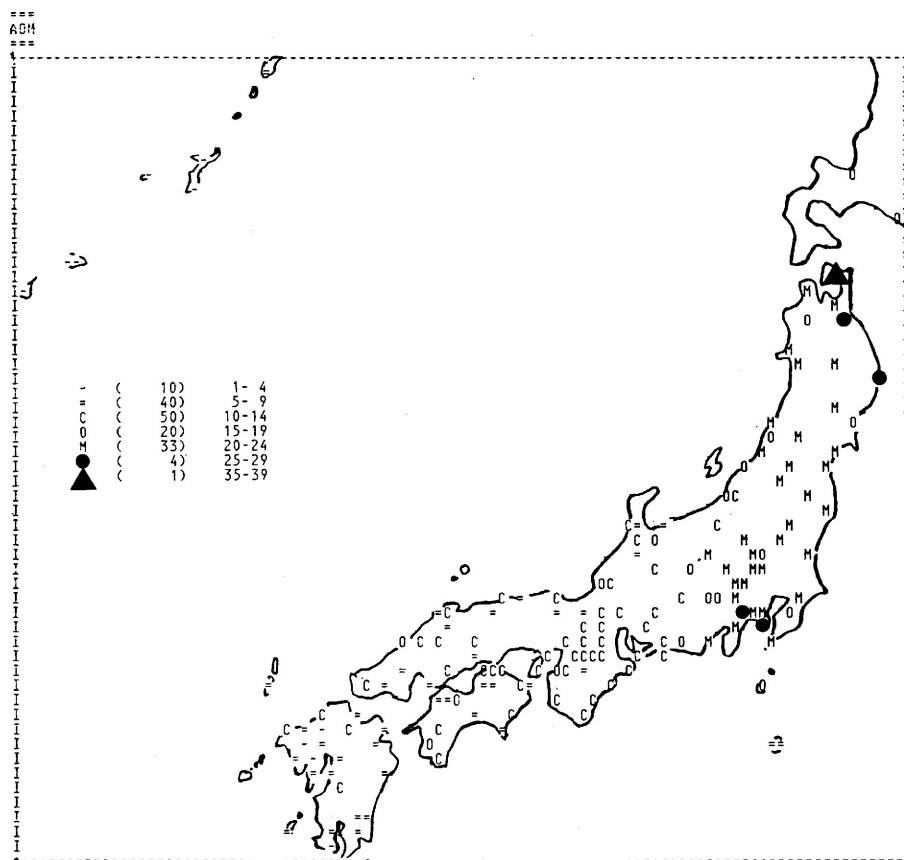 ===
AOM
===
- ( 10) 1- 4
= ( 40) 5- 9
C ( 50) 10-14
O ( 20) 15-19
M ( 33) 20-24
● ( 4) 25-29
▲ ( 1) 35-39